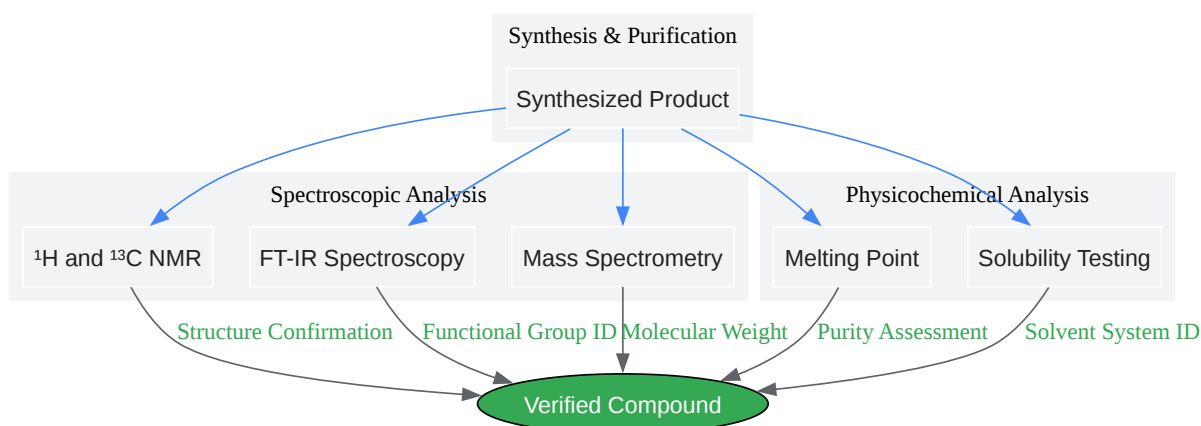 Synthesis & Purification
Synthesized Product
Spectroscopic Analysis
Physicochemical Analysis
¹H and ¹³C NMR
FT-IR Spectroscopy
Mass Spectrometry
Melting Point
Solubility Testing
Structure Confirmation
Functional Group ID
Molecular Weight
Purity Assessment
Solvent System ID
Verified Compound